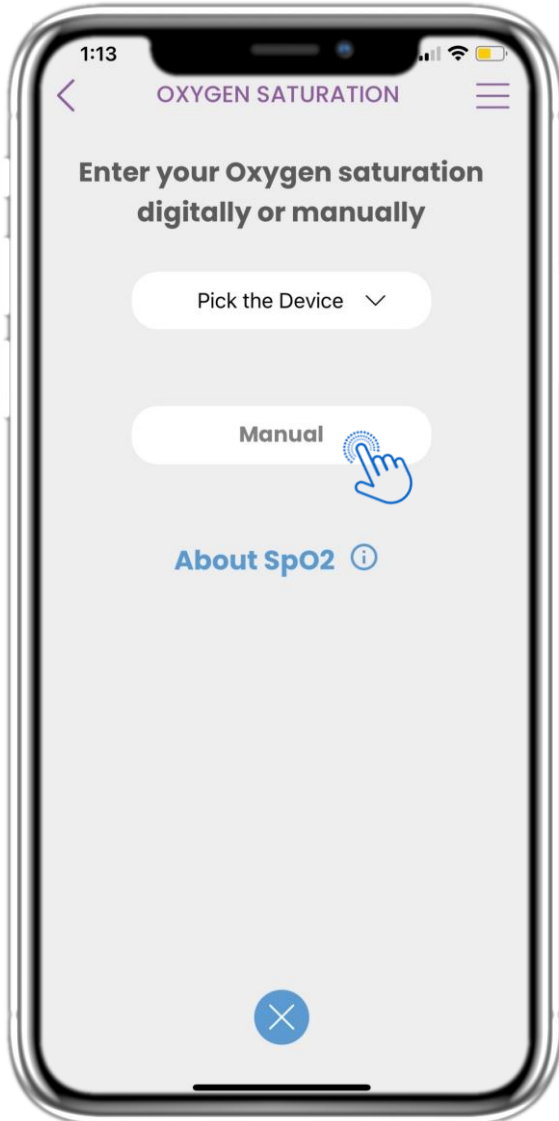 1:13
OXYGEN SATURATION
Enter your Oxygen saturation
digitally or manually
Pick the Device
Manual
About SpO2